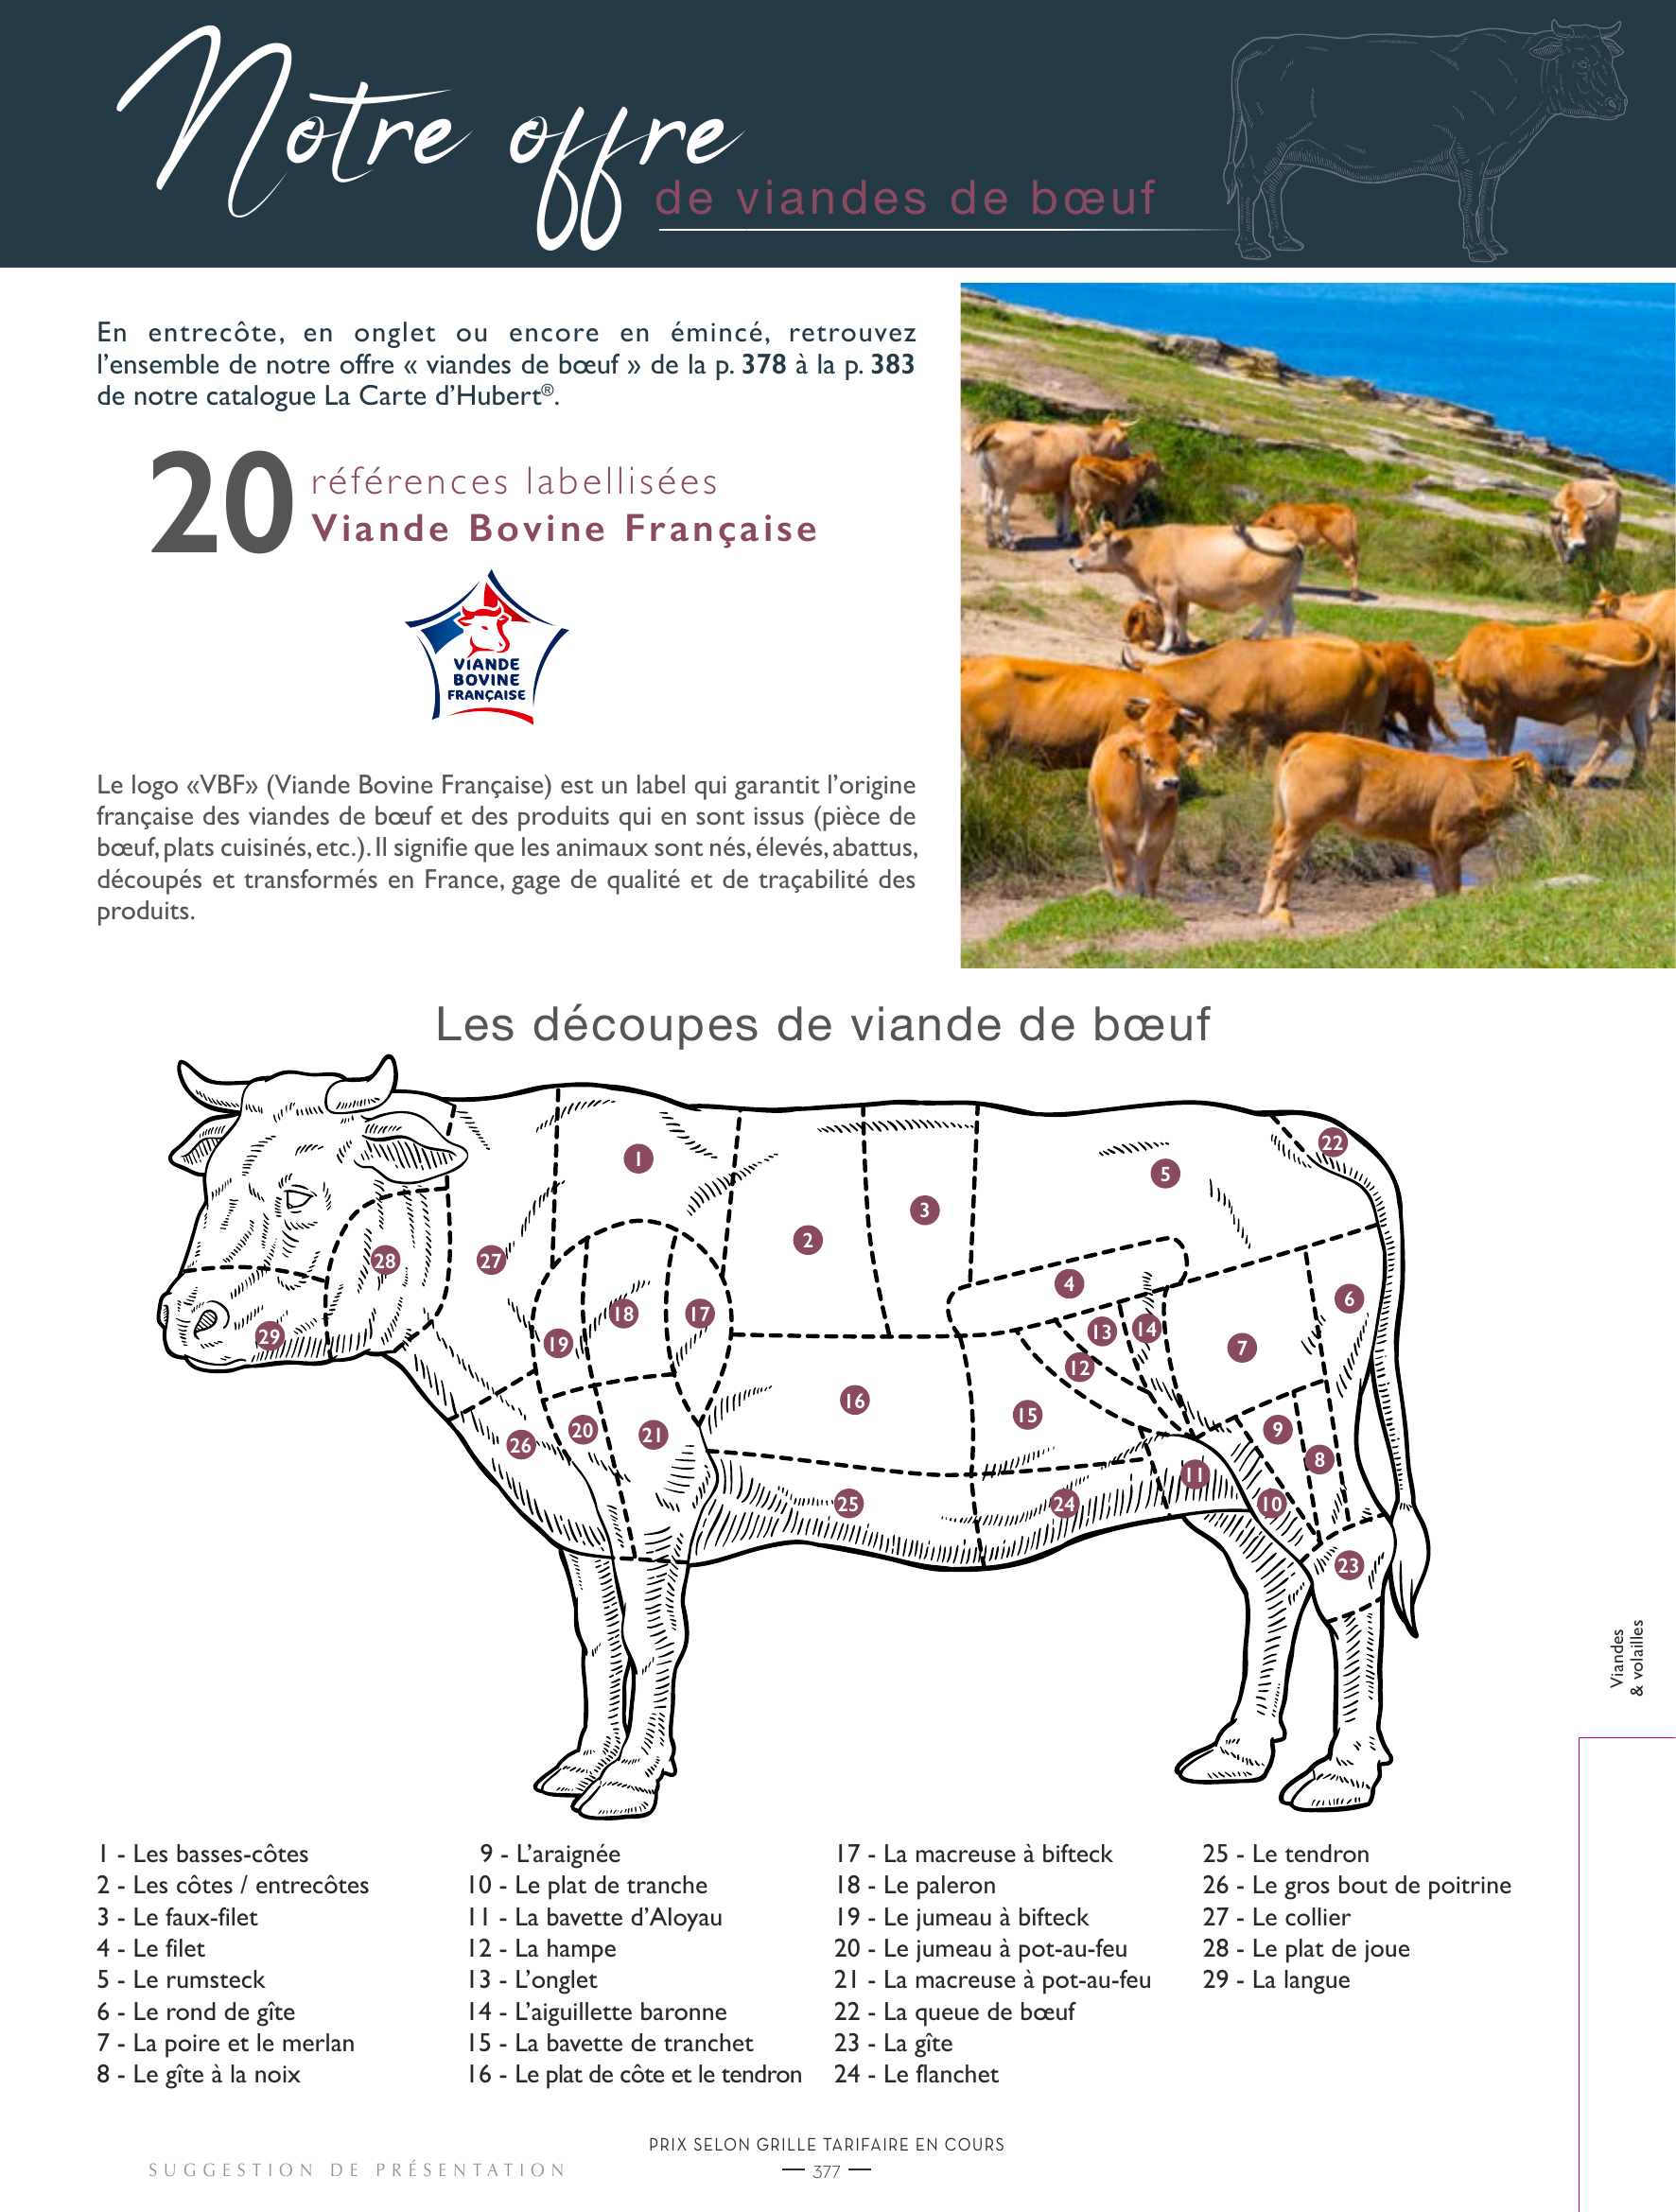 Notre offre
de viandes de bœuf
En entrecôte, en onglet ou encore en émincé, retrouvez
l'ensemble de notre offre « viandes de bœuf » de la p. 378 à la p. 383
de notre catalogue La Carte d'Hubert®.
20 références labellisées
Viande Bovine Française
VIANDE
BOVINE
FRANÇAISE
Le logo «VBF» (Viande Bovine Française) est un label qui garantit l'origine
française des viandes de bœuf et des produits qui en sont issus (pièce de
bœuf, plats cuisinés, etc.). Il signifie que les animaux sont nés, élevés, abattus,
découpés et transformés en France, gage de qualité et de traçabilité des
produits.
Les découpes de viande de bœuf
22
1
5
3
2
28
27
4
6
18
17
13
14
29
19
7
12
16
15
20
9
21
26
8
11
25
24
10
23
Viandes
& volailles
1 - Les basses-côtes
2 - Les côtes / entrecôtes
3 - Le faux-filet
4 - Le filet
5 - Le rumsteck
6 - Le rond de gîte
7 - La poire et le merlan
8 - Le gîte à la noix
9 - L'araignée
10 - Le plat de tranche
11 - La bavette d'Aloyau
12 - La hampe
13 - L'onglet
14 - L'aiguillette baronne
15 - La bavette de tranchet
16 - Le plat de côte et le tendron
17 - La macreuse à bifteck
18 - Le paleron
19 - Le jumeau à bifteck
20 - Le jumeau à pot-au-feu
21 - La macreuse à pot-au-feu
22 - La queue de bœuf
23 - La gîte
24 - Le flanchet
25 - Le tendron
26 - Le gros bout de poitrine
27 - Le collier
28 - Le plat de joue
29 - La langue
PRIX SELON GRILLE TARIFAIRE EN COURS
SUGGESTION DE PRÉSENTATION
— 377 —